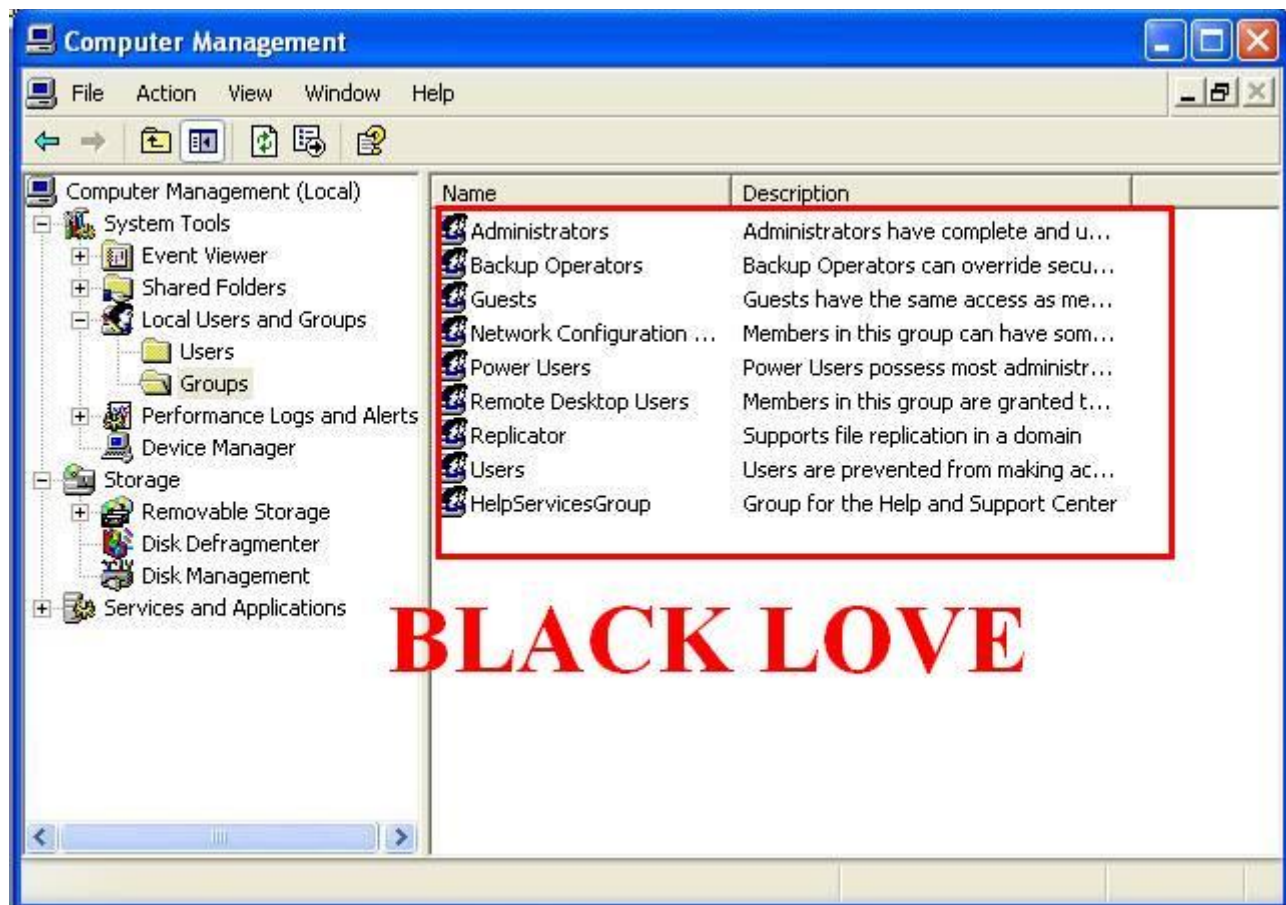 Computer Management
File Action View Window Help
Computer Management (Local)
System Tools
Event Viewer
Shared Folders
Local Users and Groups
Users
Groups
Performance Logs and Alerts
Device Manager
Storage
Removable Storage
Disk Defragmenter
Disk Management
Services and Applications
Name Description
Administrators Administrators have complete and u...
Backup Operators Backup Operators can override secu...
Guests Guests have the same access as me...
Network Configuration ... Members in this group can have som...
Power Users Power Users possess most administr...
Remote Desktop Users Members in this group are granted t...
Replicator Supports file replication in a domain
Users Users are prevented from making ac...
HelpServicesGroup Group for the Help and Support Center
BLACK LOVE